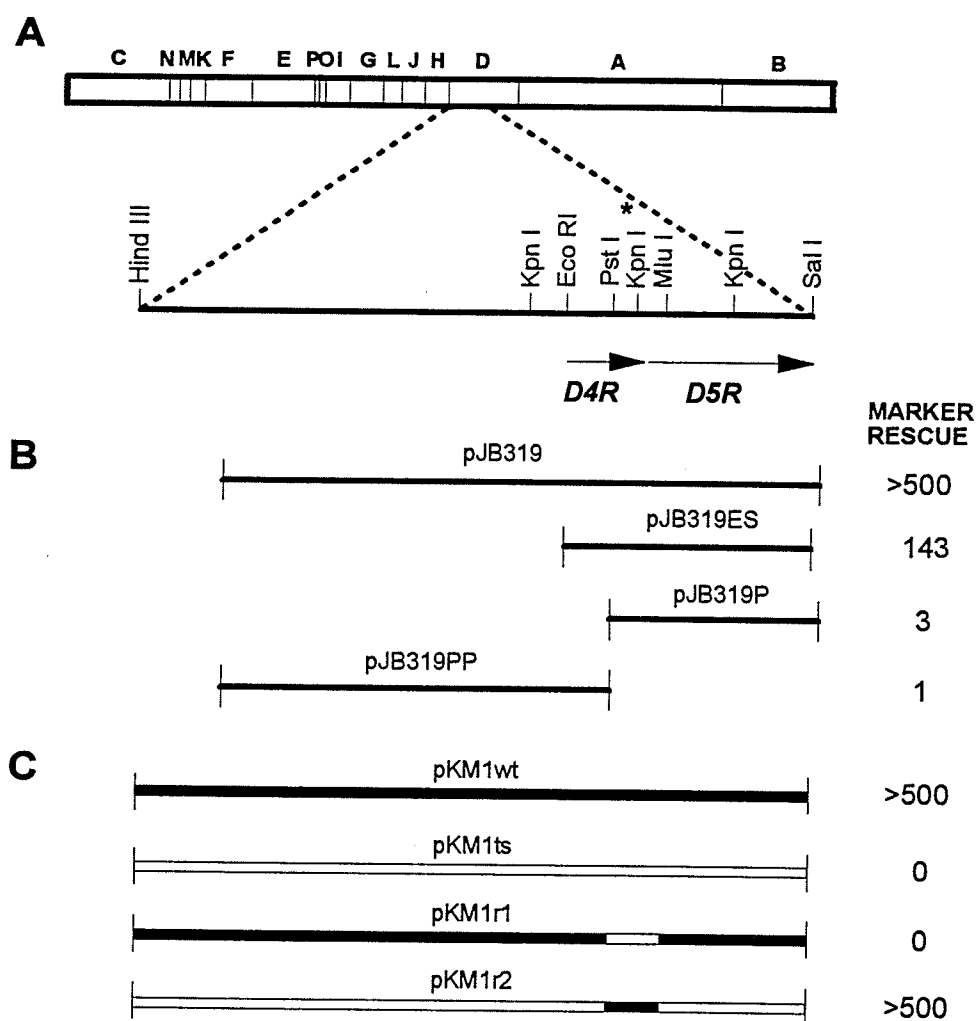 A
C N M K F E P O I G L J H D A B
*
Hind III Kpn I Eco RI Pst I Kpn I Mlu I Kpn I Sal I
D4R D5R
MARKER
RESCUE
B
pJB319 >500
pJB319ES 143
pJB319P 3
pJB319PP 1
C
pKM1wt >500
pKM1ts 0
pKM1r1 0
pKM1r2 >500